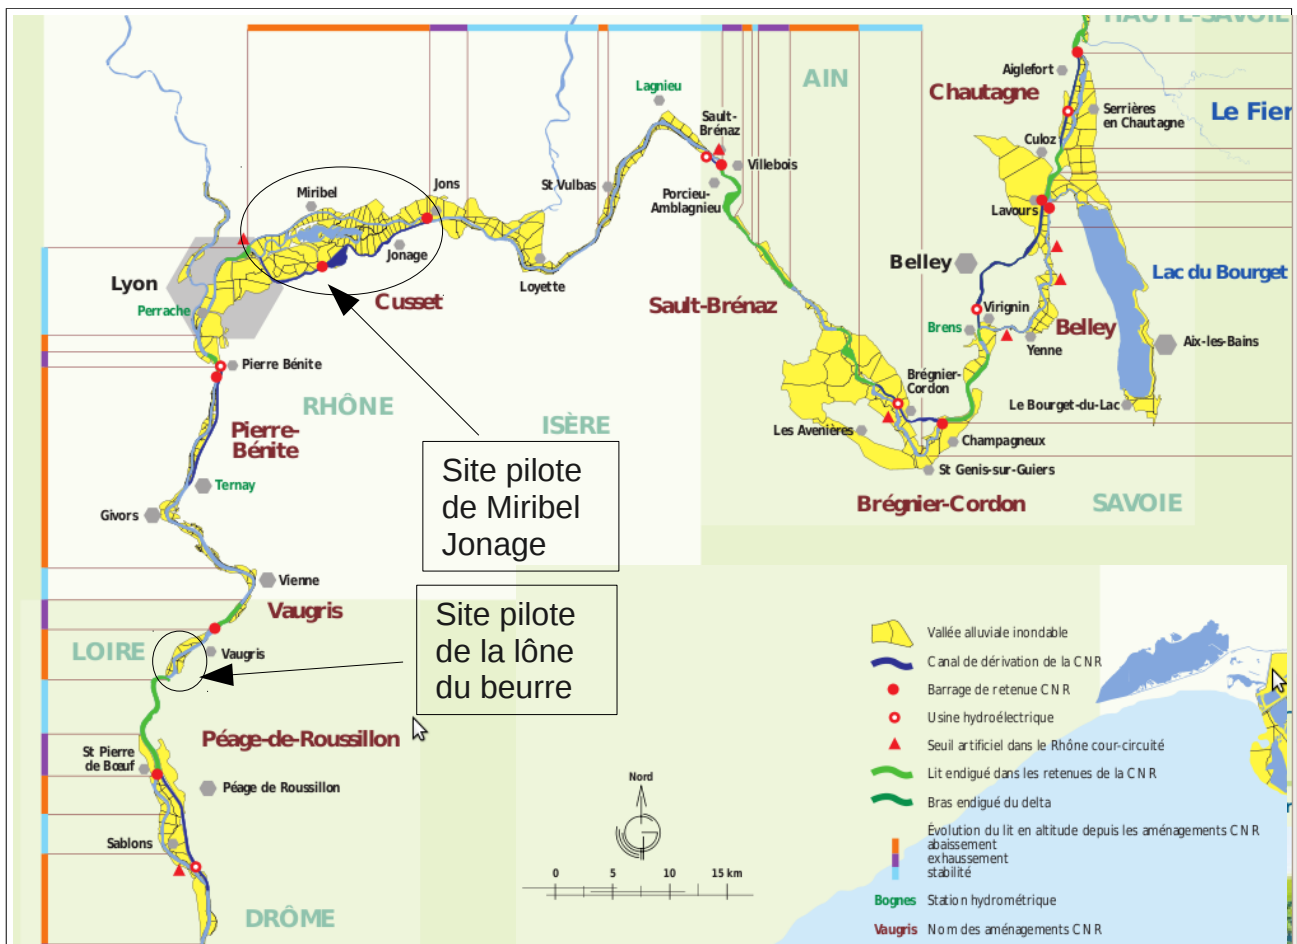 HAUTE-SAVOIE
AIN
Aiglefort
Chautagne
Lagnieu
Serrières
en Chautagne
Le Fier
Sault-
Brénaz
Culoz
Villebois
Miribel
Jons
St Vulbas
Porcieu-
Amblagnieu
Lavours
Jonage
Loyette
Belley
Lac du Bourget
Lyon
Cusset
Sault-Brénaz
Perrache
Virignin
Brens
Belley
Yenne
Aix-les-Bains
Pierre Bénite
Brégnier-
Cordon
RHÔNE
Le Bourget-du-Lac
ISÈRE
Pierre-
Bénite
Les Avenières
Champagneux
Site pilote
de Miribel
Jonage
St Genis-sur-Guiers
Ternay
Brégnier-Cordon
SAVOIE
Givors
Vienne
Vaugris
Site pilote
de la lône
du beurre
LOIRE
Vaugris
Péage-de-Roussillon
St Pierre
de Bœuf
Péage de Roussillon
Sablons
DRÔME
Nord
0 5 10 15 km
Vallée alluviale inondable
Canal de dérivation de la CNR
Barrage de retenue CNR
Usine hydroélectrique
Seuil artificiel dans le Rhône cour-circuité
Lit endigué dans les retenues de la CNR
Bras endigué du delta
Évolution du lit en altitude depuis les aménagements CNR
abaissement
exhaussement
stabilité
Bognes Station hydrométrique
Vaugris Nom des aménagements CNR